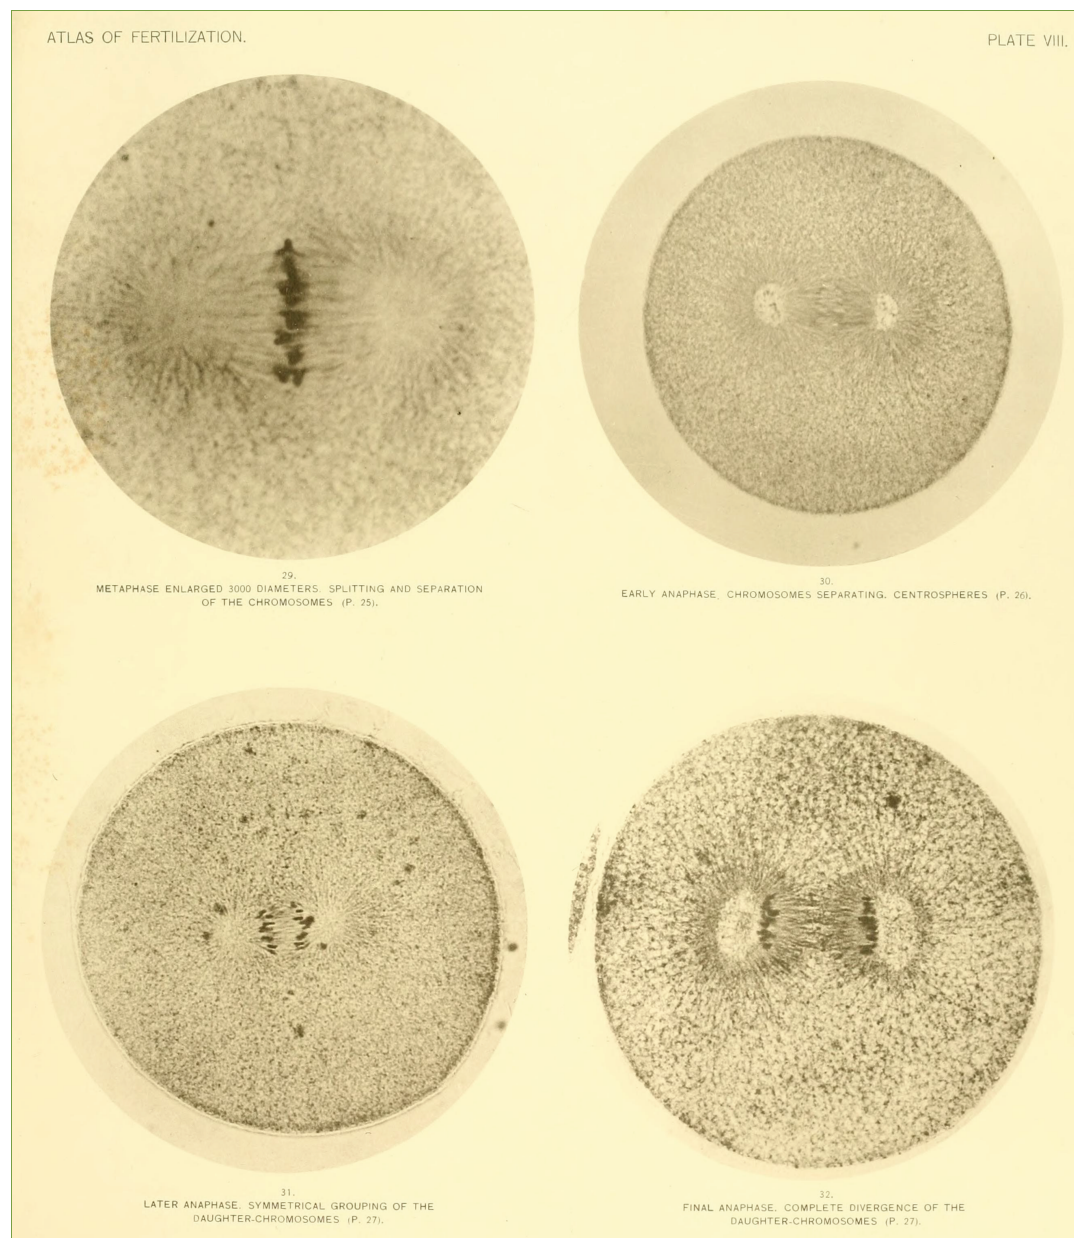 ATLAS OF FERTILIZATION.
PLATE VIII.
29.
METAPHASE ENLARGED 3000 DIAMETERS. SPLITTING AND SEPARATION
OF THE CHROMOSOMES (P. 25).
30.
EARLY ANAPHASE. CHROMOSOMES SEPARATING. CENTROSPHERES (P. 26).
31.
LATER ANAPHASE. SYMMETRICAL GROUPING OF THE
DAUGHTER-CHROMOSOMES (P. 27).
32.
FINAL ANAPHASE. COMPLETE DIVERGENCE OF THE
DAUGHTER-CHROMOSOMES (P. 27).